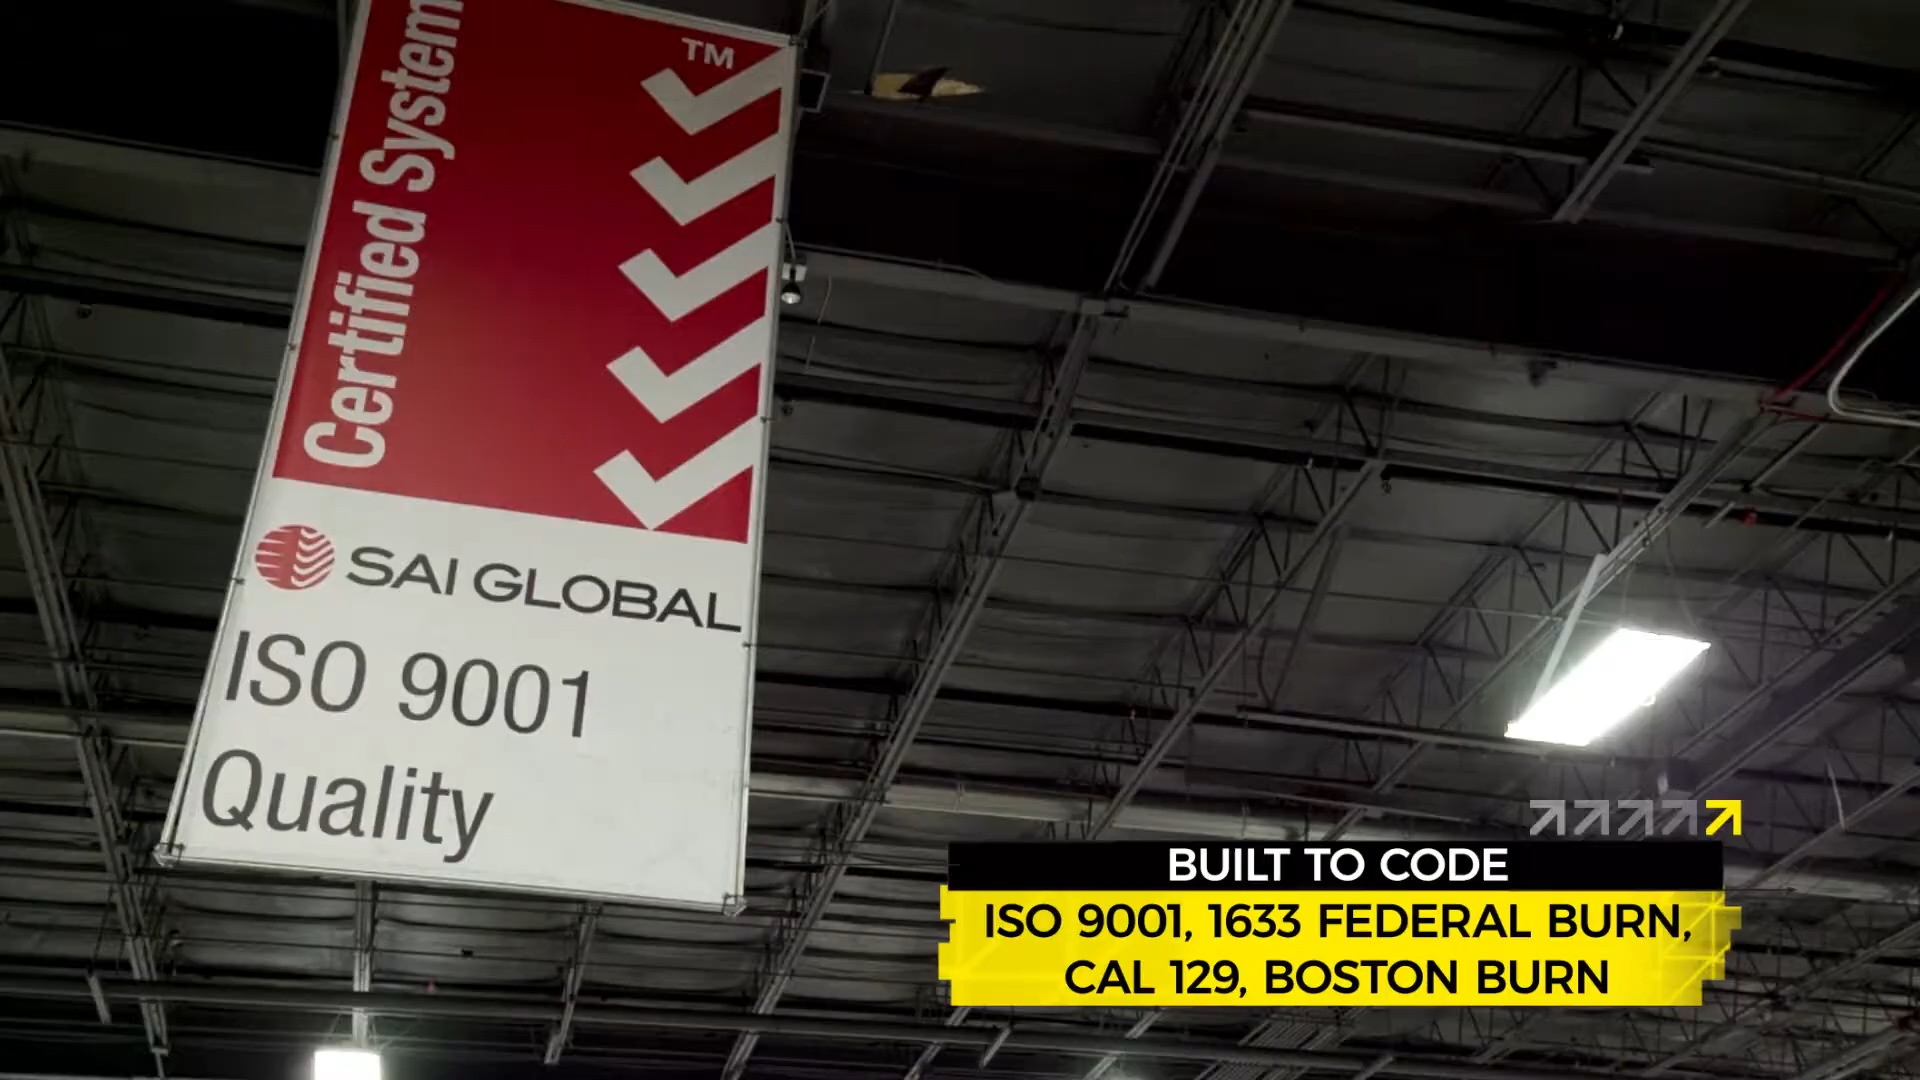 Certified System
TM
SAI GLOBAL
ISO 9001
Quality
BUILT TO CODE
ISO 9001, 1633 FEDERAL BURN,
CAL 129, BOSTON BURN